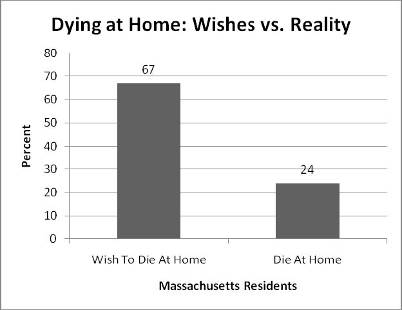 Dying at Home: Wishes vs. Reality
80
70
60
50
40
30
20
10
0
Percent
67
24
Wish To Die At Home
Die At Home
Massachusetts Residents